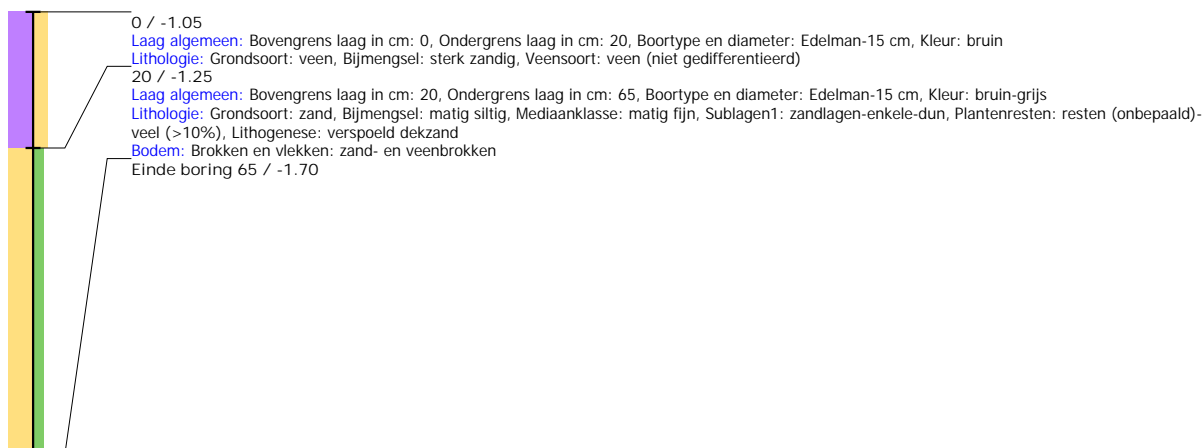 0 / -1.05
Laag algemeen: Bovengrens laag in cm: 0, Ondergrens laag in cm: 20, Boortype en diameter: Edelman-15 cm, Kleur: bruin
Lithologie: Grondsoort: veen, Bijmengsel: sterk zandig, Veensoort: veen (niet gedifferentieerd)
20 / -1.25
Laag algemeen: Bovengrens laag in cm: 20, Ondergrens laag in cm: 65, Boortype en diameter: Edelman-15 cm, Kleur: bruin-grijs
Lithologie: Grondsoort: zand, Bijmengsel: matig siltig, Mediaanklasse: matig fijn, Sublagen1: zandlagen-enkele-dun, Plantenresten: resten (onbepaald)-
veel (>10%), Lithogenese: verspoeld dekzand
Bodem: Brokken en vlekken: zand- en veenbrokken
Einde boring 65 / -1.70